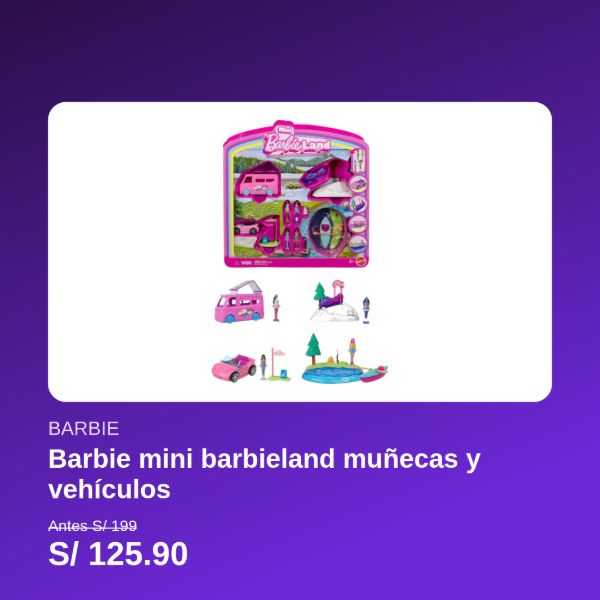 Mini
Barbie Land
BARBIE
Barbie mini barbieland muñecas y
vehículos
Antes S/ 199
S/ 125.90